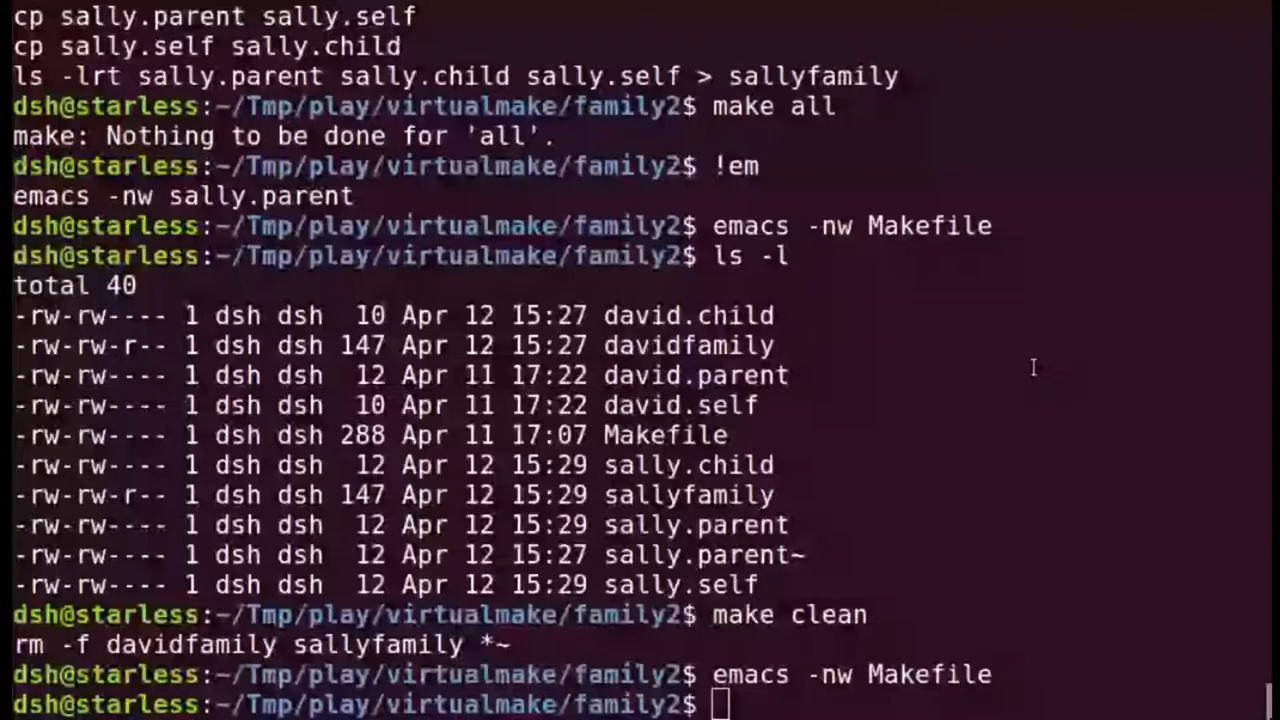 cp sally.parent sally.self
cp sally.self sally.child
ls -lrt sally.parent sally.child sally.self > sallyfamily
dsh@starless:~/Tmp/play/virtualmake/family2$ make all
make: Nothing to be done for 'all'.
dsh@starless:~/Tmp/play/virtualmake/family2$ !em
emacs -nw sally.parent
dsh@starless:~/Tmp/play/virtualmake/family2$ emacs -nw Makefile
dsh@starless:~/Tmp/play/virtualmake/family2$ ls -l
total 40
-rw-rw---- 1 dsh dsh  10 Apr 12 15:27 david.child
-rw-rw-r-- 1 dsh dsh 147 Apr 12 15:27 davidfamily
-rw-rw---- 1 dsh dsh  12 Apr 11 17:22 david.parent
-rw-rw---- 1 dsh dsh  10 Apr 11 17:22 david.self
-rw-rw---- 1 dsh dsh 288 Apr 11 17:07 Makefile
-rw-rw---- 1 dsh dsh  12 Apr 12 15:29 sally.child
-rw-rw-r-- 1 dsh dsh 147 Apr 12 15:29 sallyfamily
-rw-rw---- 1 dsh dsh  12 Apr 12 15:29 sally.parent
-rw-rw---- 1 dsh dsh  12 Apr 12 15:27 sally.parent~
-rw-rw---- 1 dsh dsh  12 Apr 12 15:29 sally.self
dsh@starless:~/Tmp/play/virtualmake/family2$ make clean
rm -f davidfamily sallyfamily *~
dsh@starless:~/Tmp/play/virtualmake/family2$ emacs -nw Makefile
dsh@starless:~/Tmp/play/virtualmake/family2$